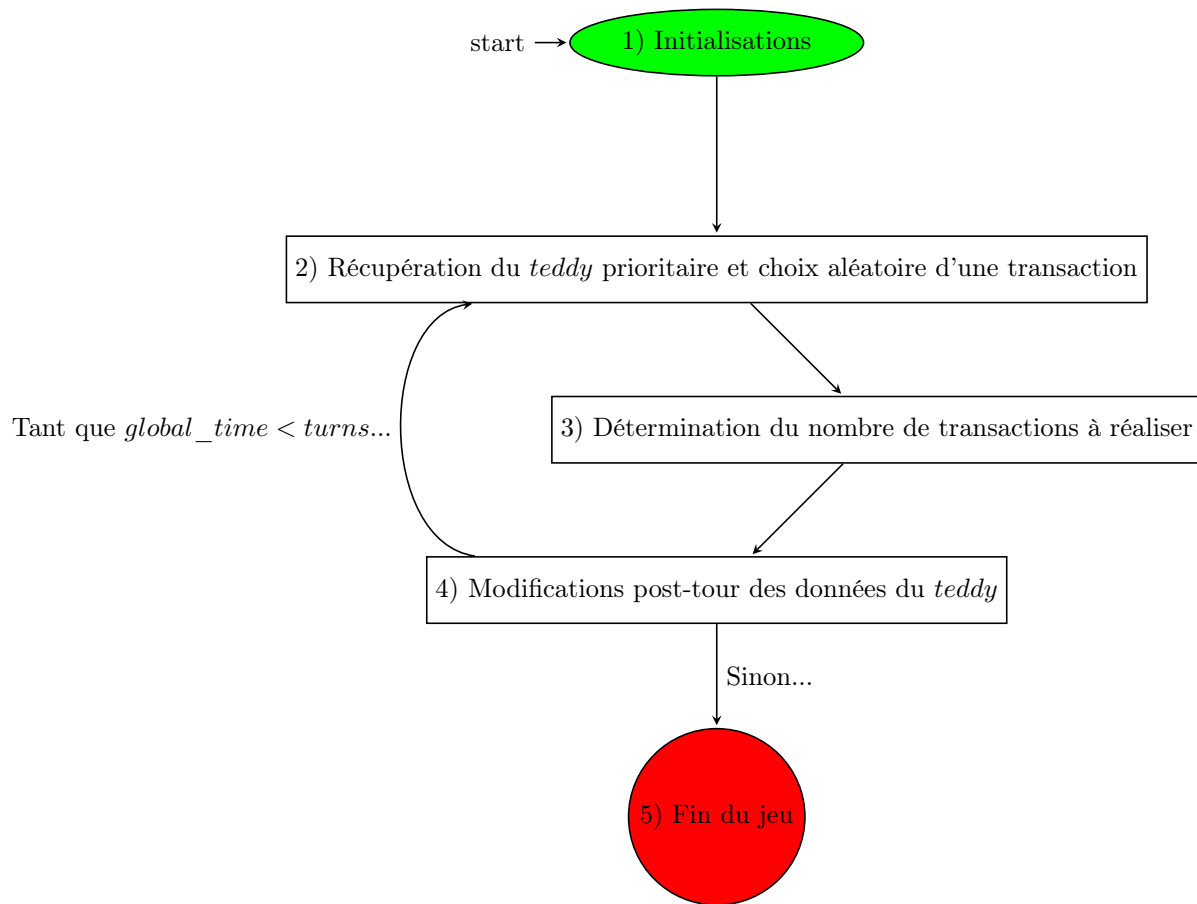 start
1) Initialisations
2) Récupération du teddy prioritaire et choix aléatoire d'une transaction
Tant que global_time < turns...
3) Détermination du nombre de transactions à réaliser
4) Modifications post-tour des données du teddy
Sinon...
5) Fin du jeu